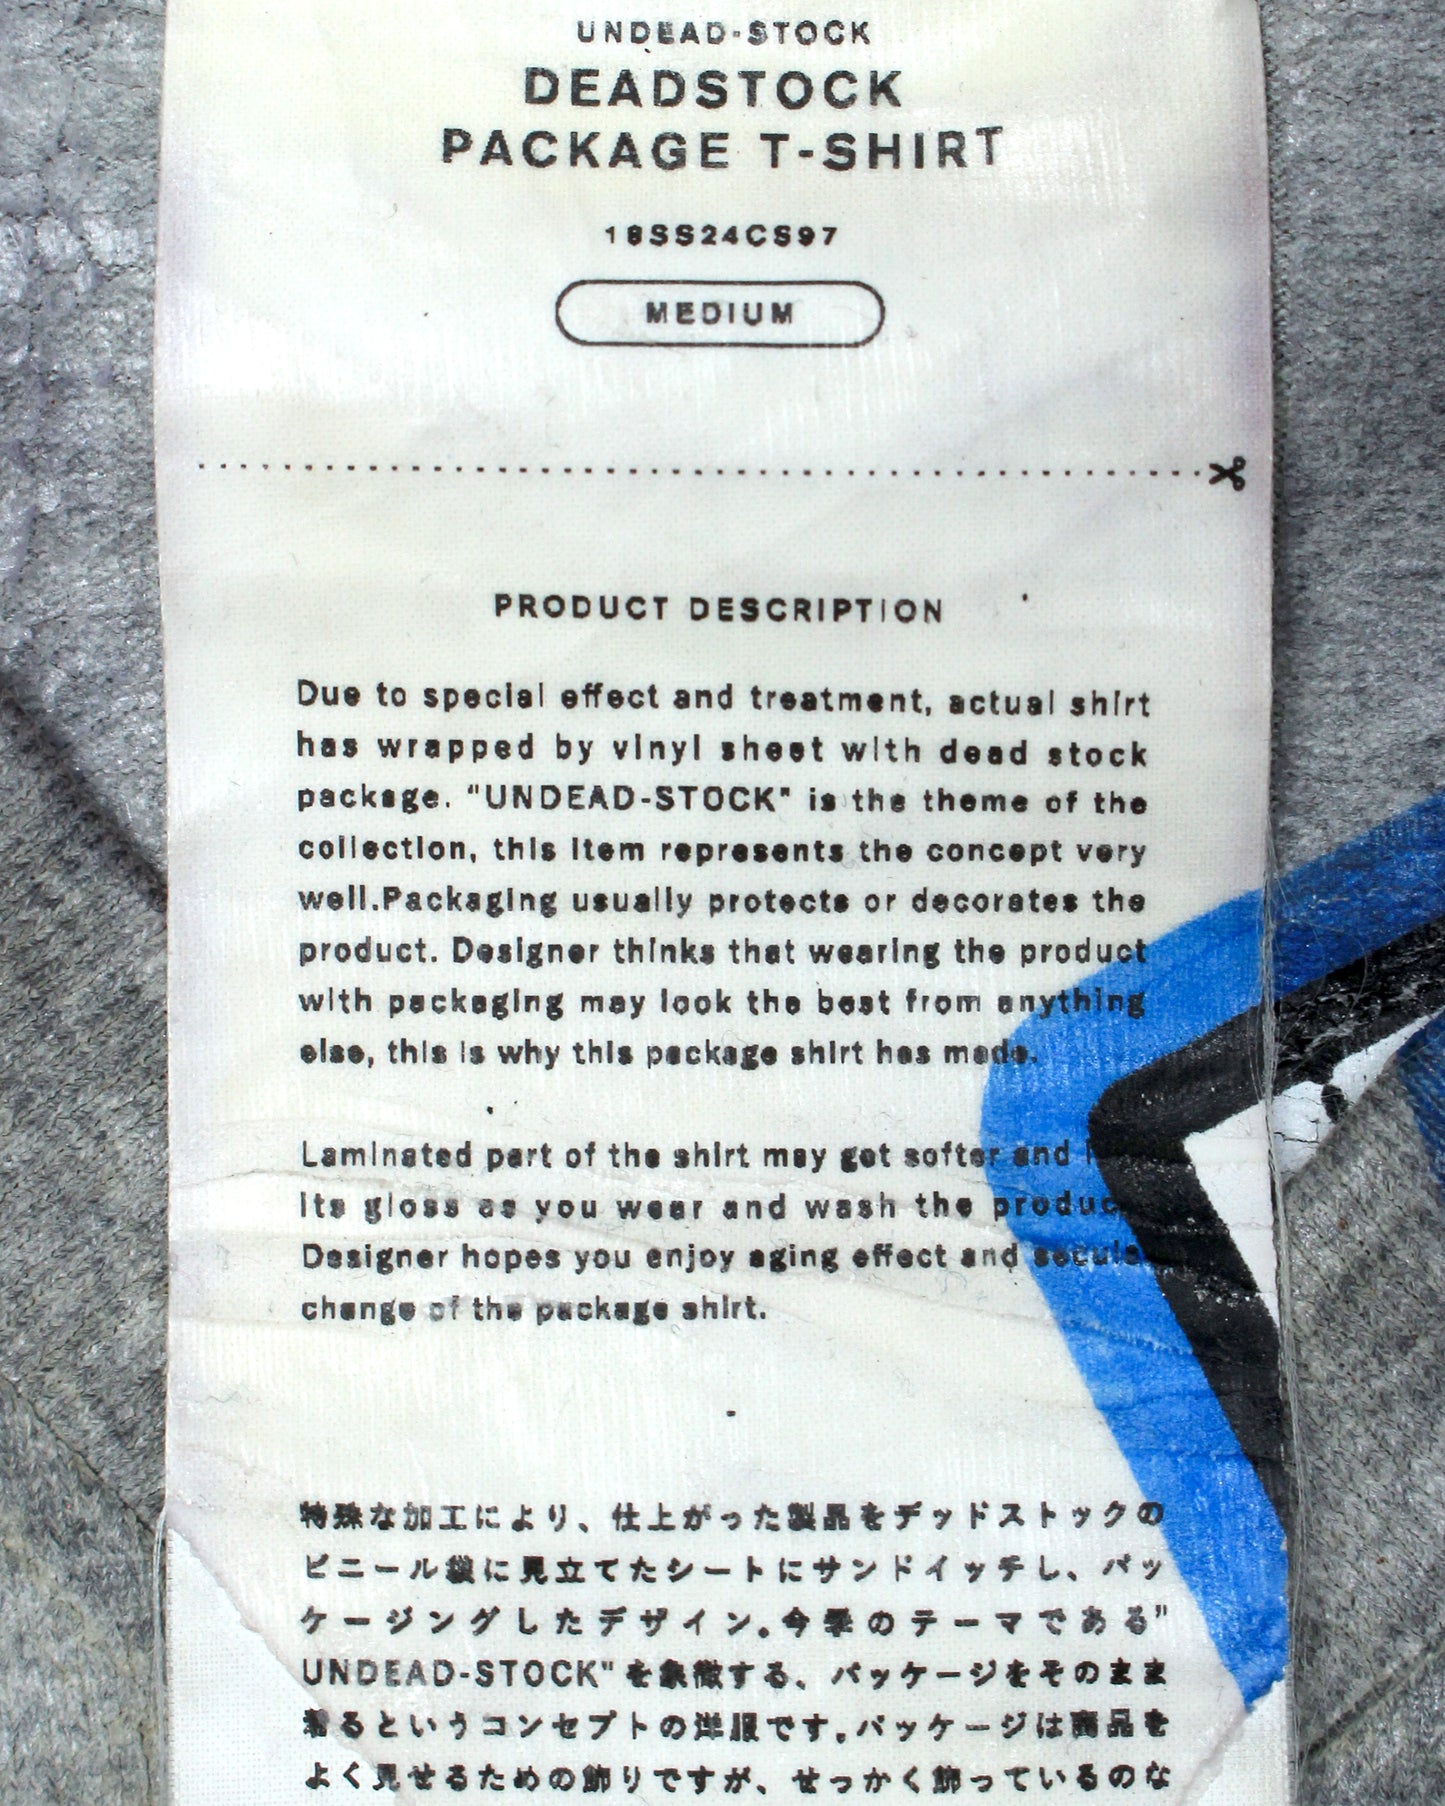 UNDEAD-STOCK
DEADSTOCK
PACKAGE T-SHIRT
18SS24CS97
MEDIUM
PRODUCT DESCRIPTION
Due to special effect and treatment, actual shirt
has wrapped by vinyl sheet with dead stock
package. "UNDEAD-STOCK" is the theme of the
collection, this item represents the concept very
well.Packaging usually protects or decorates the
product. Designer thinks that wearing the product
with packaging may look the best from anything
else, this is why this package shirt has made.
Laminated part of the shirt may get softer and
its gloss as you wear and wash the product
Designer hopes you enjoy aging effect and secula
change of the package shirt.
特殊な加工により、仕上がった製品をデッドストックの
ビニール袋に見立てたシートにサンドイッチし、パッ
ケージングしたデザイン。今季のテーマである"
UNDEAD-STOCK"を象徴する、パッケージをそのまま
着るというコンセプトの洋服です。パッケージは商品を
よく見せるための飾りですが、せっかく飾っているのな